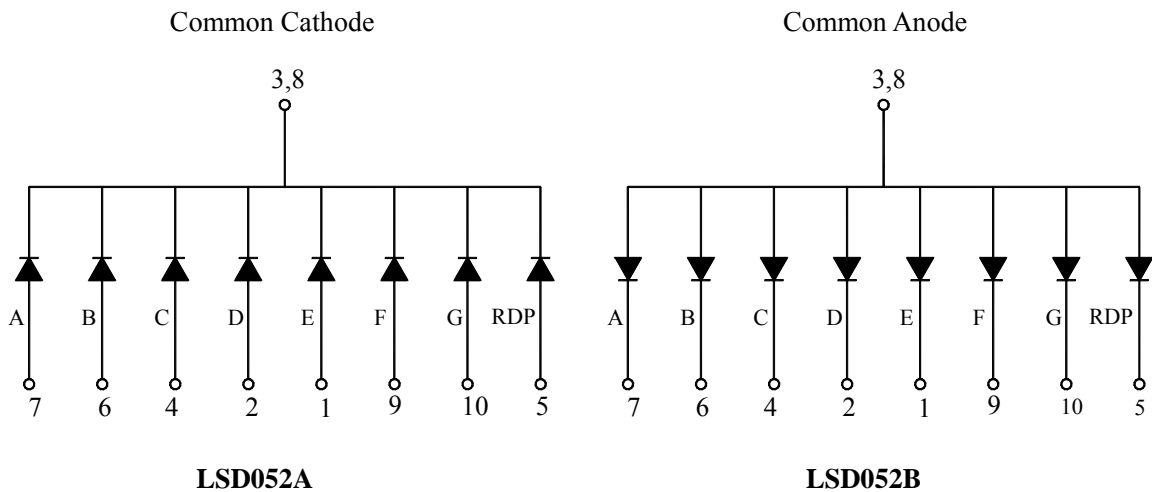 Common Cathode
Common Anode
3,8
3,8
A B C D E F G RDP
A B C D E F G RDP
7 6 4 2 1 9 10 5
7 6 4 2 1 9 10 5
LSD052A
LSD052B